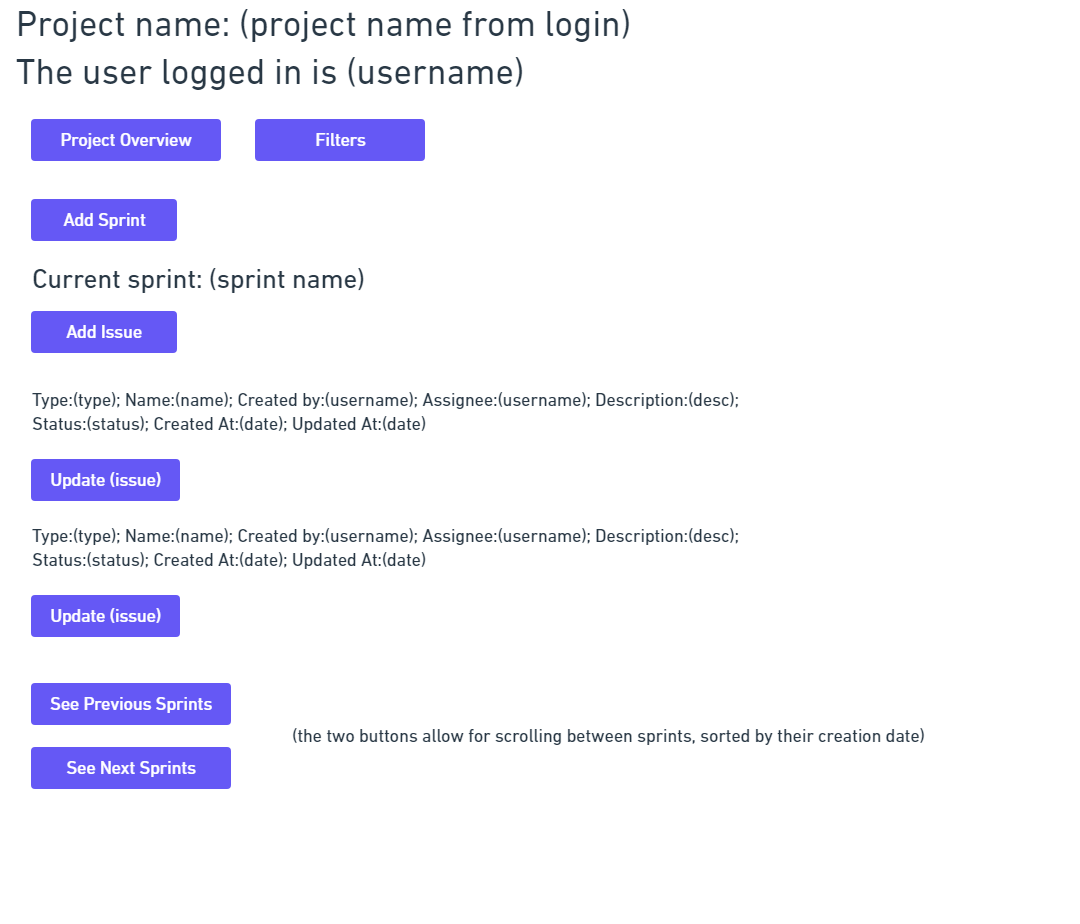 Project name: (project name from login)
The user logged in is (username)
Project Overview
Filters
Add Sprint
Current sprint: (sprint name)
Add Issue
Type:(type); Name:(name); Created by:(username); Assignee:(username); Description:(desc);
Status:(status); Created At:(date); Updated At:(date)
Update (issue)
Type:(type); Name:(name); Created by:(username); Assignee:(username); Description:(desc);
Status:(status); Created At:(date); Updated At:(date)
Update (issue)
See Previous Sprints
(the two buttons allow for scrolling between sprints, sorted by their creation date)
See Next Sprints